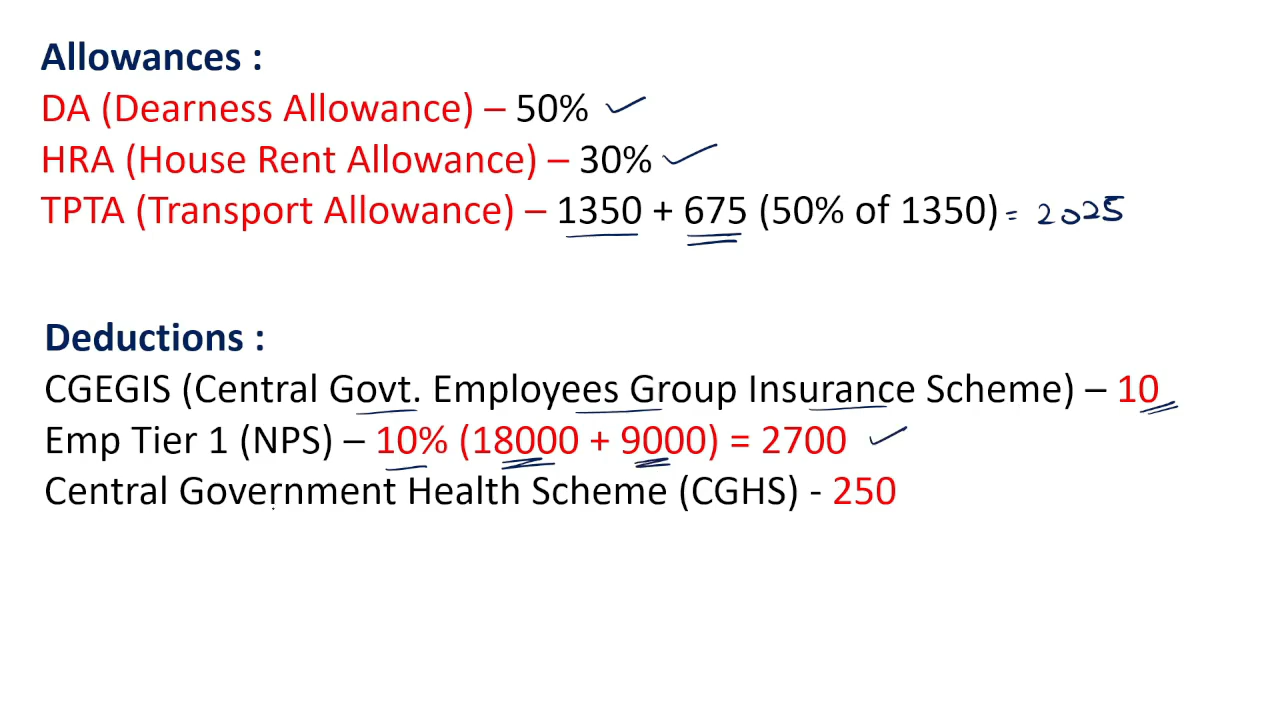 Allowances :
DA (Dearness Allowance) – 50%
HRA (House Rent Allowance) – 30%
TPTA (Transport Allowance) – 1350 + 675 (50% of 1350) = 2025
Deductions :
CGEGIS (Central Govt. Employees Group Insurance Scheme) – 10
Emp Tier 1 (NPS) – 10% (18000 + 9000) = 2700
Central Government Health Scheme (CGHS) - 250